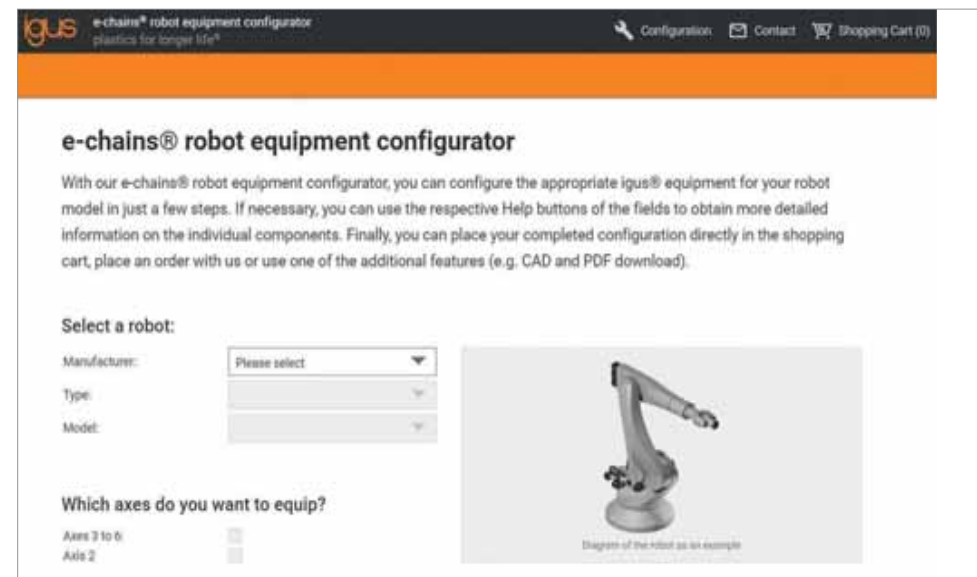 igus
e-chains® robot equipment configurator
plastics for longer life®
Configuration
Contact
Shopping Cart (0)
e-chains® robot equipment configurator
With our e-chains® robot equipment configurator, you can configure the appropriate igus® equipment for your robot
model in just a few steps. If necessary, you can use the respective Help buttons of the fields to obtain more detailed
information on the individual components. Finally, you can place your completed configuration directly in the shopping
cart, place an order with us or use one of the additional features (e.g. CAD and PDF download).
Select a robot:
Manufacturer:
Please select
Type:
Model:
Which axes do you want to equip?
Axes 3 to 6:
Axis 2
Diagram of the robot as an example